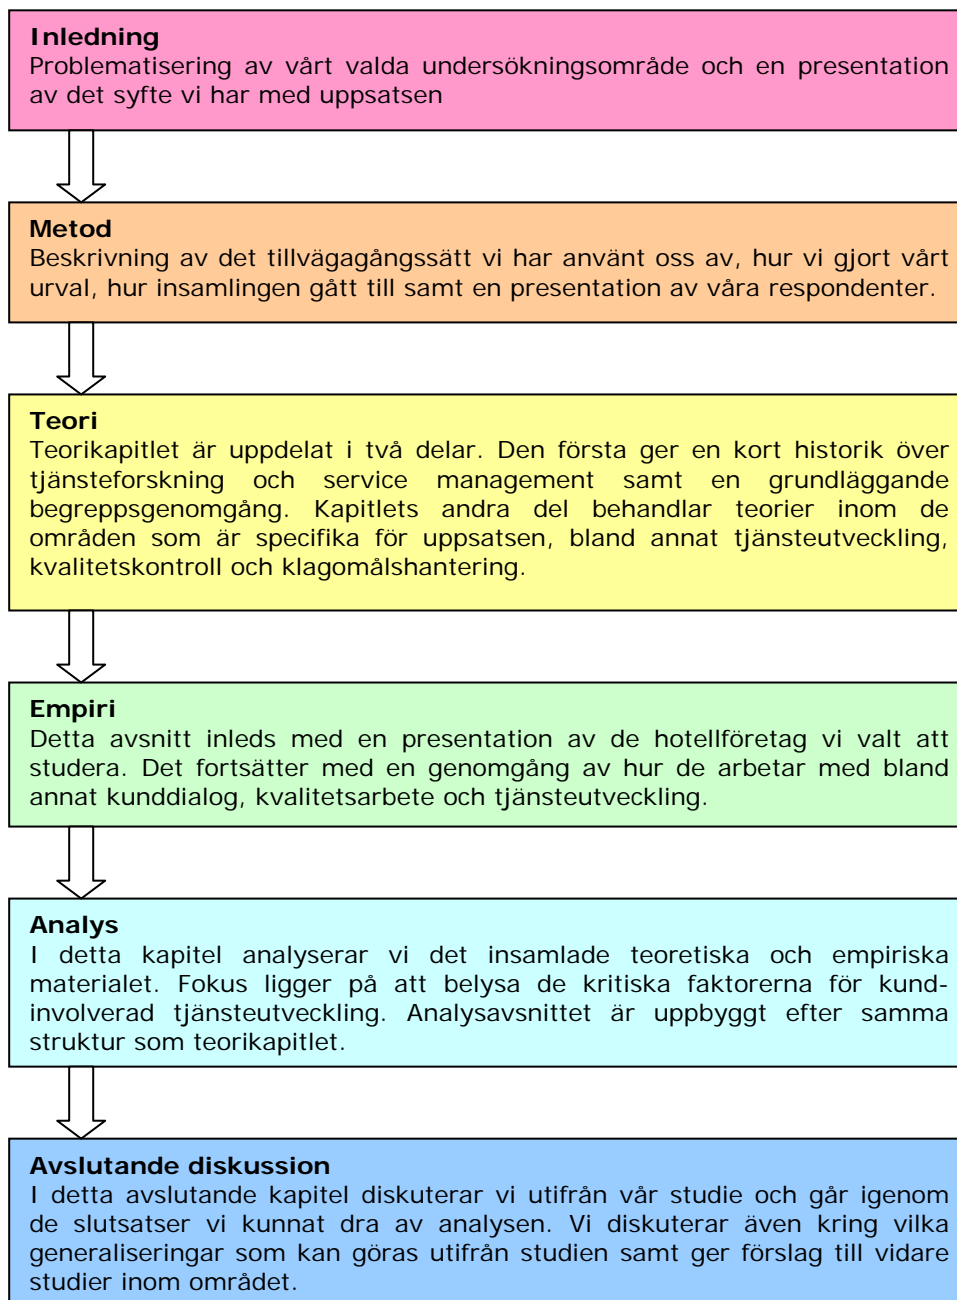 Inledning
Problematisering av vårt valda undersökningsområde och en presentation
av det syfte vi har med uppsatsen
Metod
Beskrivning av det tillvägagångssätt vi har använt oss av, hur vi gjort vårt
urval, hur insamlingen gått till samt en presentation av våra respondenter.
Teori
Teorikapitlet är uppdelat i två delar. Den första ger en kort historik över
tjänsteforskning och service management samt en grundläggande
begreppsgenomgång. Kapitlets andra del behandlar teorier inom de
områden som är specifika för uppsatsen, bland annat tjänsteutveckling,
kvalitetskontroll och klagomålshantering.
Empiri
Detta avsnitt inleds med en presentation av de hotellföretag vi valt att
studera. Det fortsätter med en genomgång av hur de arbetar med bland
annat kunddialog, kvalitetsarbete och tjänsteutveckling.
Analys
I detta kapitel analyserar vi det insamlade teoretiska och empiriska
materialet. Fokus ligger på att belysa de kritiska faktorerna för kund-
involverad tjänsteutveckling. Analysavsnittet är uppbyggt efter samma
struktur som teorikapitlet.
Avslutande diskussion
I detta avslutande kapitel diskuterar vi utifrån vår studie och går igenom
de slutsatser vi kunnat dra av analysen. Vi diskuterar även kring vilka
generaliseringar som kan göras utifrån studien samt ger förslag till vidare
studier inom området.